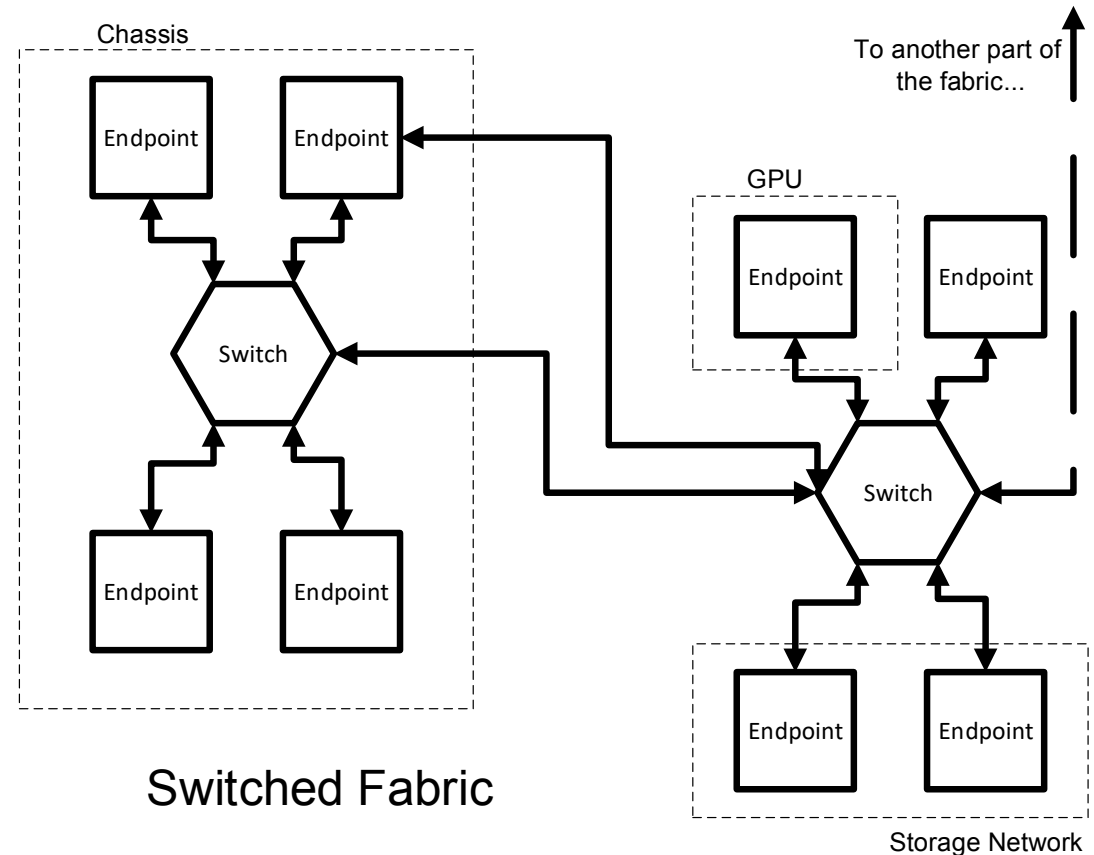 Chassis
To another part of
the fabric...
Endpoint
Endpoint
GPU
Endpoint
Endpoint
Switch
Switch
Endpoint
Endpoint
Endpoint
Endpoint
Switched Fabric
Storage Network